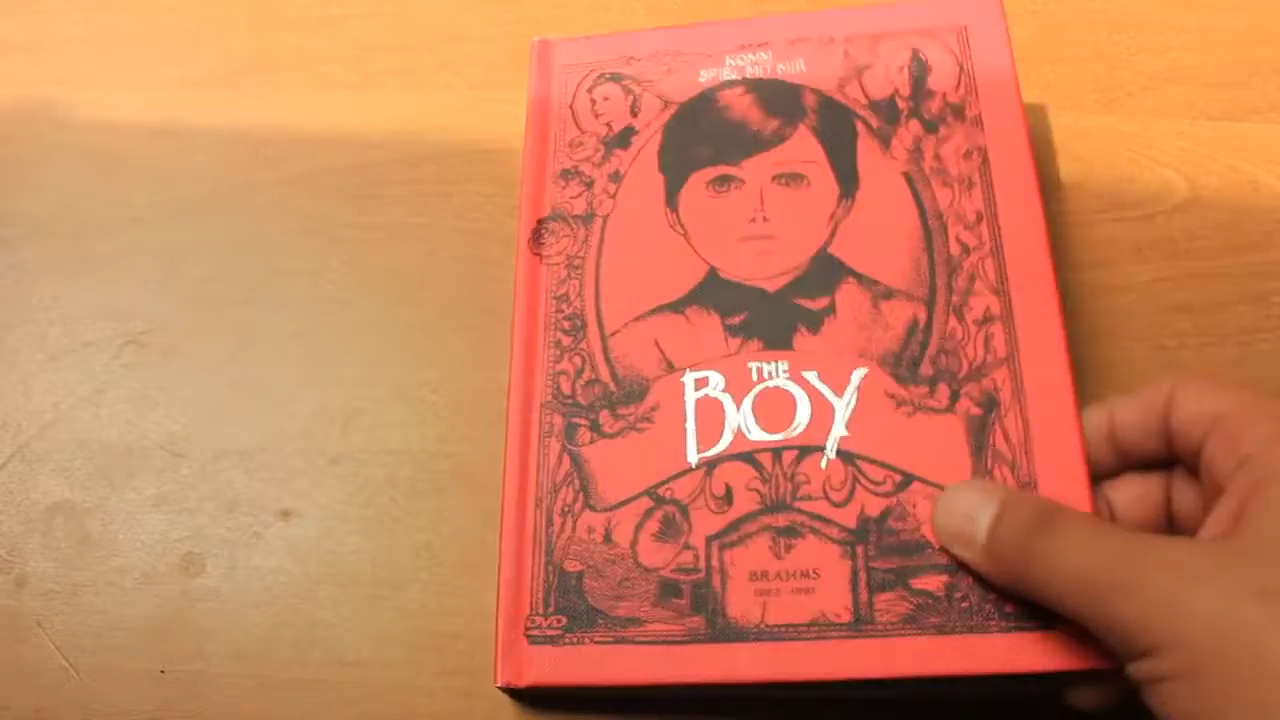 KOMM
SPIEL MIT MIR
THE
BOY
BRAHMS
DVD